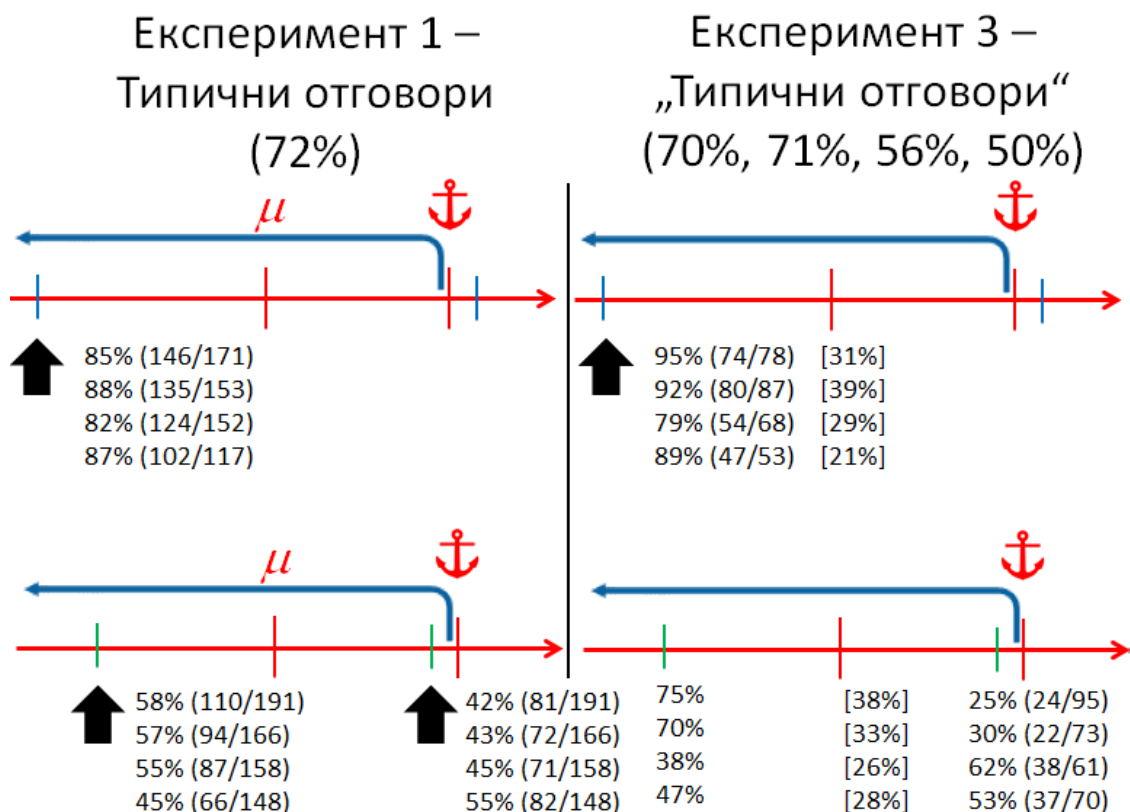 Експеримент 1 –
Типични отговори
(72%)
Експеримент 3 –
„Типични отговори“
(70%, 71%, 56%, 50%)
μ
85% (146/171)
88% (135/153)
82% (124/152)
87% (102/117)
95% (74/78) [31%]
92% (80/87) [39%]
79% (54/68) [29%]
89% (47/53) [21%]
μ
58% (110/191)
57% (94/166)
55% (87/158)
45% (66/148)
42% (81/191)
43% (72/166)
45% (71/158)
55% (82/148)
75% [38%] 25% (24/95)
70% [33%] 30% (22/73)
38% [26%] 62% (38/61)
47% [28%] 53% (37/70)